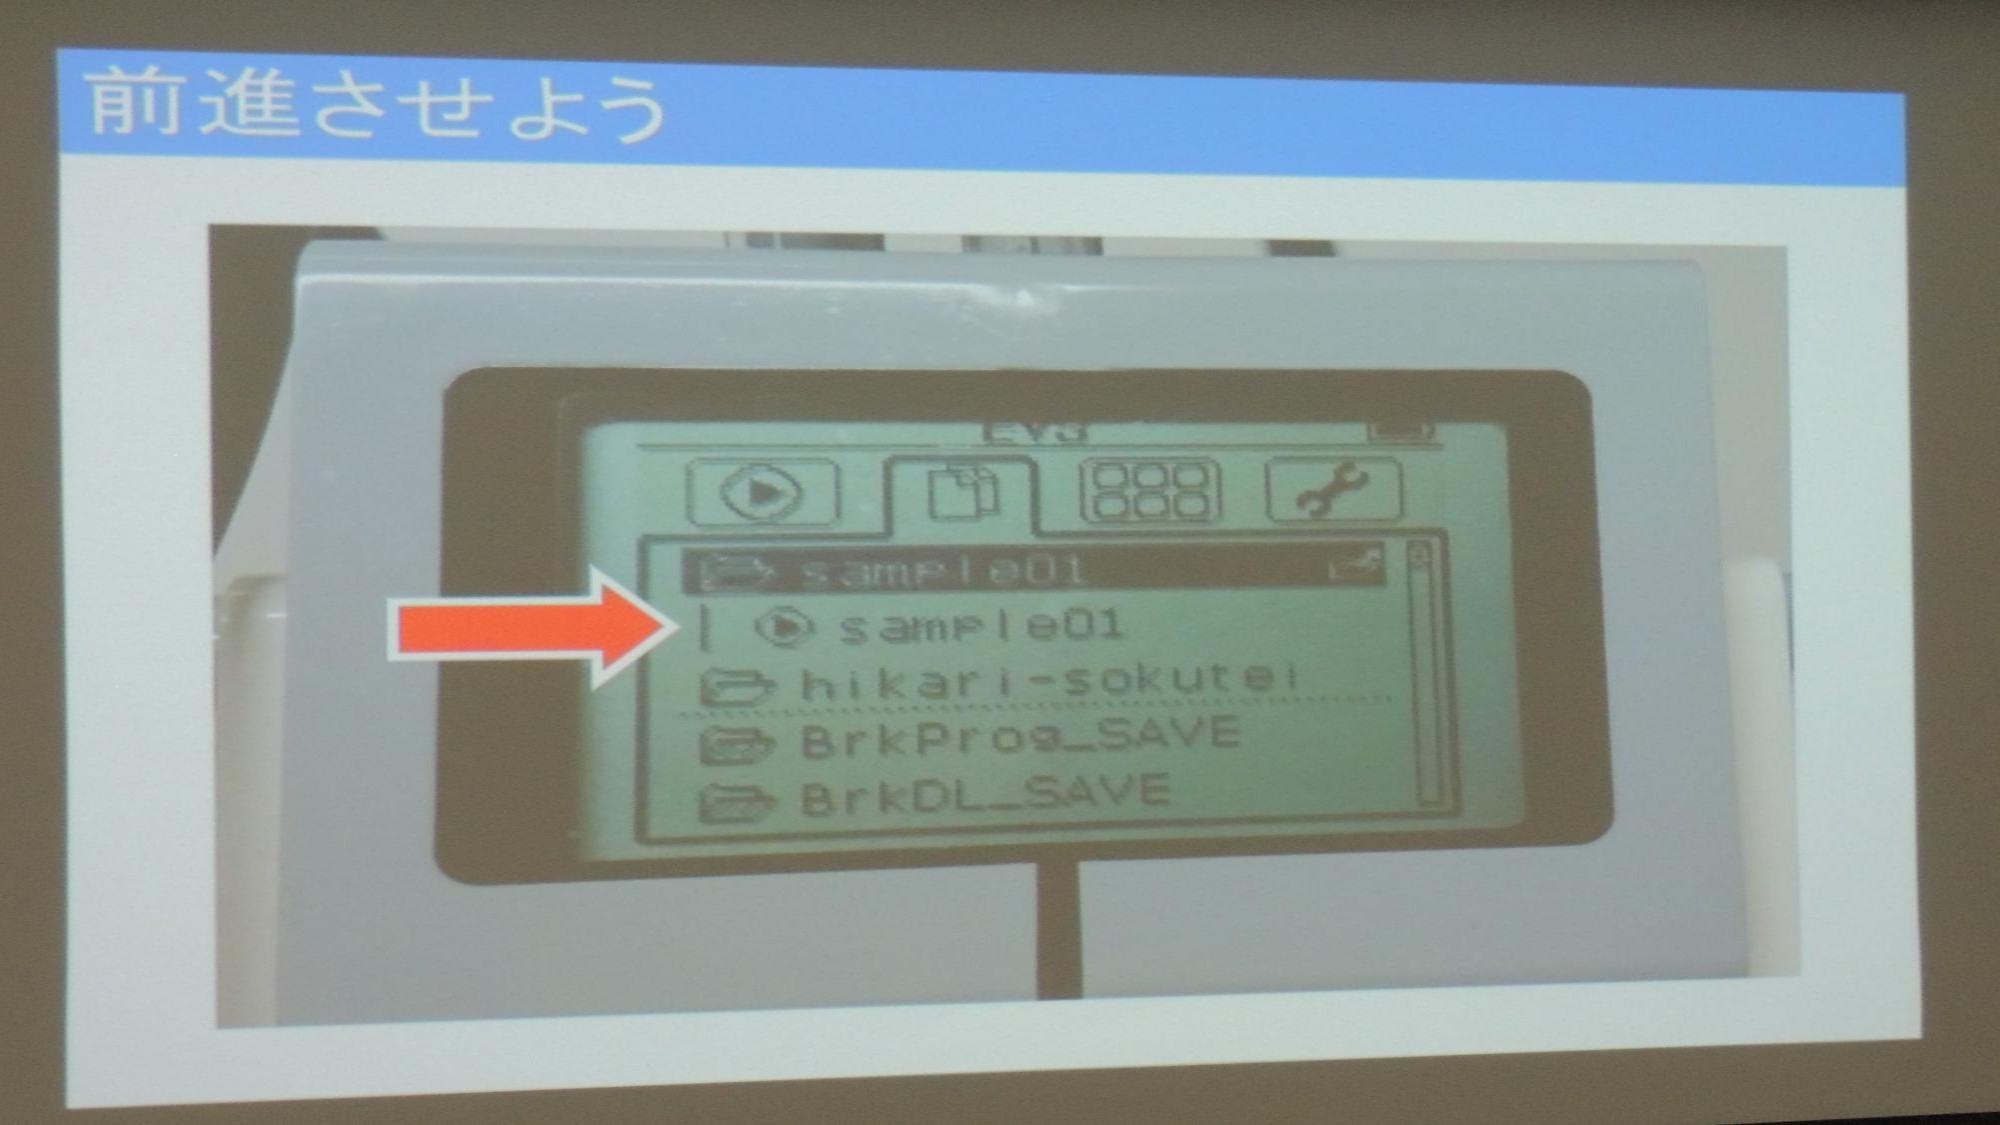 前進させよう
EV3
sample01
sample01
hikari-sokutei
BrkProg_SAVE
BrkDL_SAVE